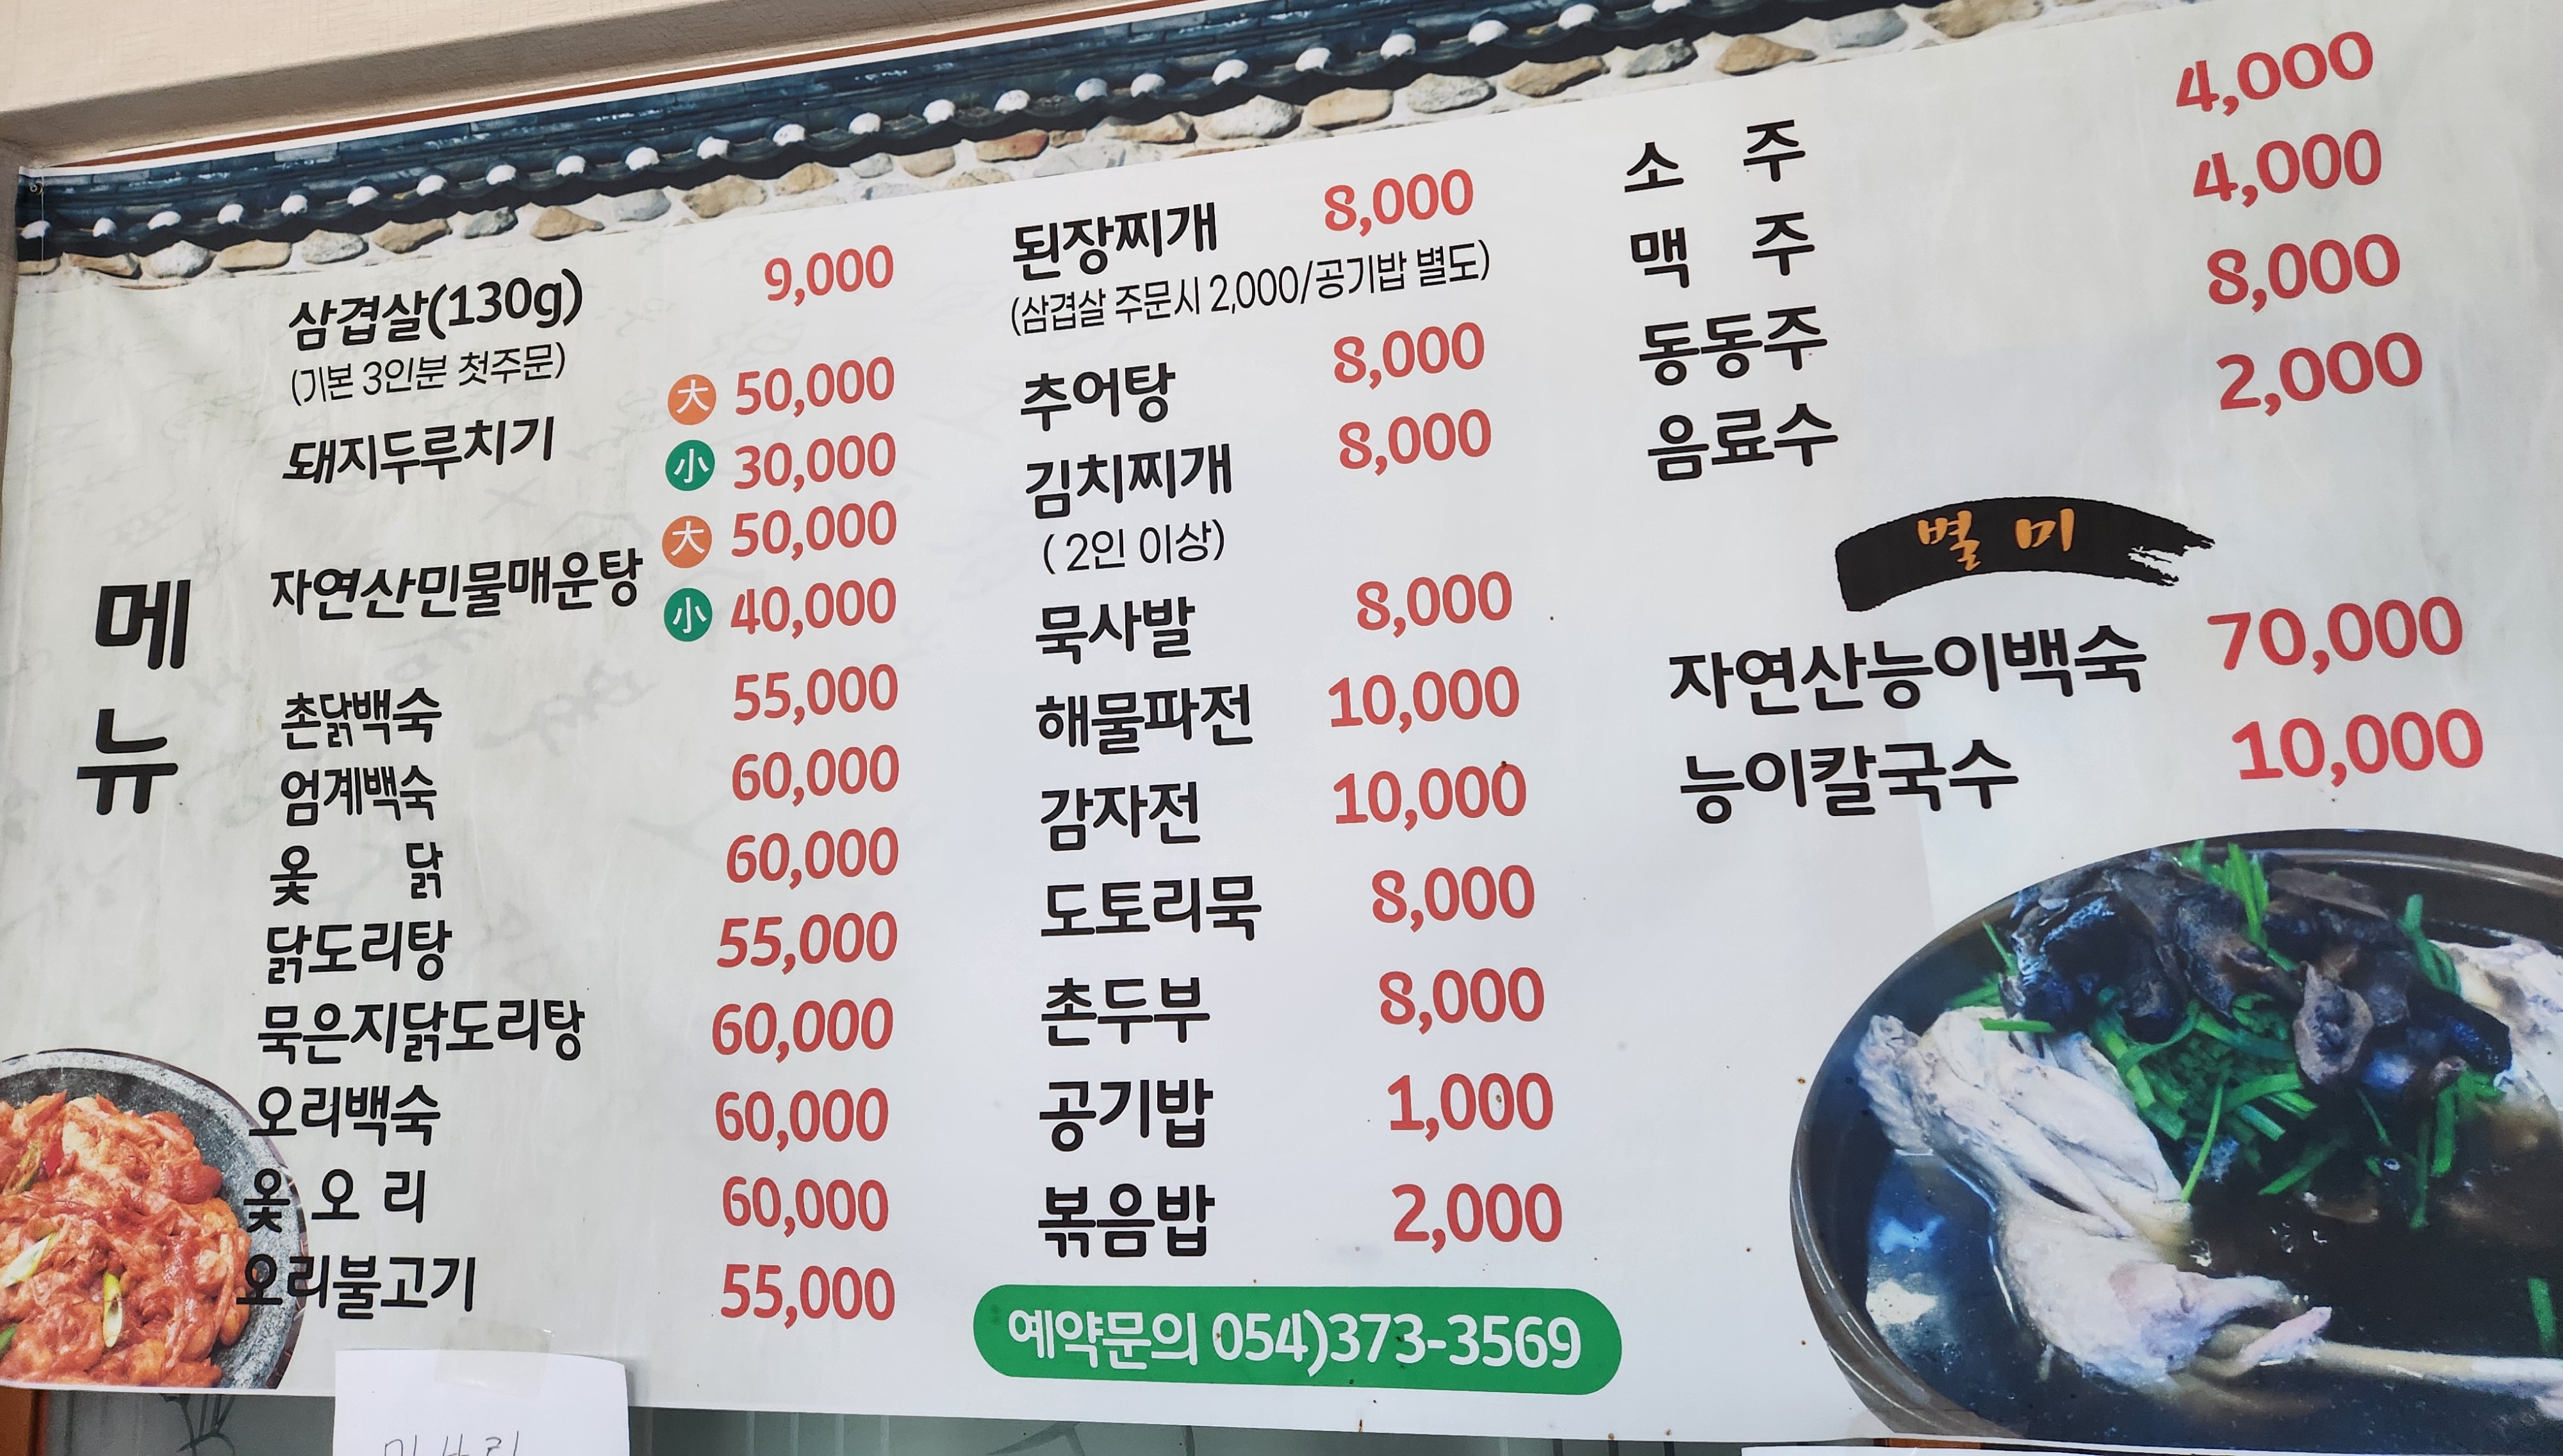 메뉴
삼겹살(130g) 9,000
(기본 3인분 첫주문)
돼지두루치기 大 50,000
小 30,000
자연산민물매운탕 大 50,000
小 40,000
촌닭백숙 55,000
엄계백숙 60,000
옻 닭 60,000
닭도리탕 55,000
묵은지닭도리탕 60,000
오리백숙 60,000
옻 오 리 60,000
오리불고기 55,000
된장찌개 8,000
(삼겹살 주문시 2,000/공기밥 별도)
추어탕 8,000
김치찌개 8,000
( 2인 이상)
묵사발 8,000
해물파전 10,000
감자전 10,000
도토리묵 8,000
촌두부 8,000
공기밥 1,000
볶음밥 2,000
예약문의 054)373-3569
소 주 4,000
맥 주 4,000
동동주 8,000
음료수 2,000
별 미
자연산능이백숙 70,000
능이칼국수 10,000